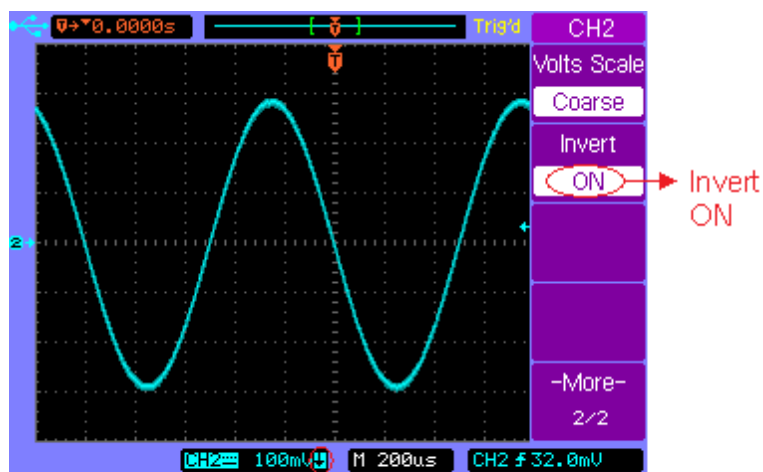 0.0000s
T
Trig'd
CH2
T
Volts Scale
Coarse
Invert
ON
Invert
ON
2
-More-
2/2
CH2 100mV
M 200us
CH2 32.0mV